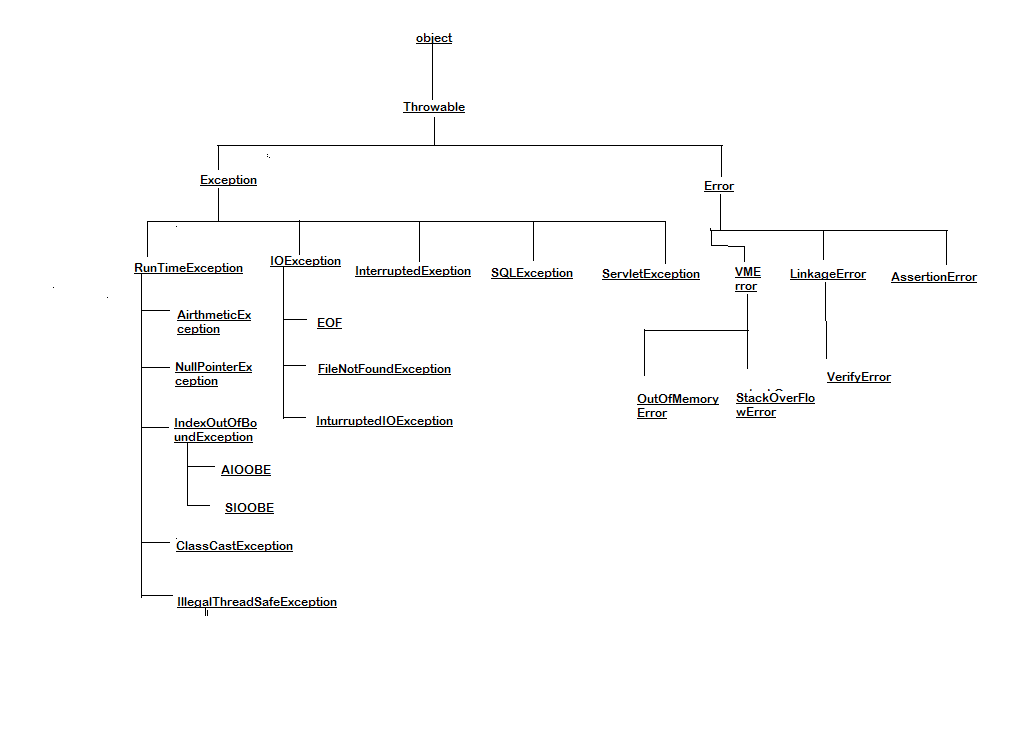 object
Throwable
Exception
Error
RunTimeException
IOException
InterruptedExeption
SQLException
ServletException
VME
rror
LinkageError
AssertionError
AirthmeticEx
ception
EOF
NullPointerEx
ception
FileNotFoundException
VerifyError
OutOfMemory
Error
StackOverFlo
wError
IndexOutOfBo
undException
InturruptedIOException
AIOOBE
SIOOBE
ClassCastException
IllegalThreadSafeException